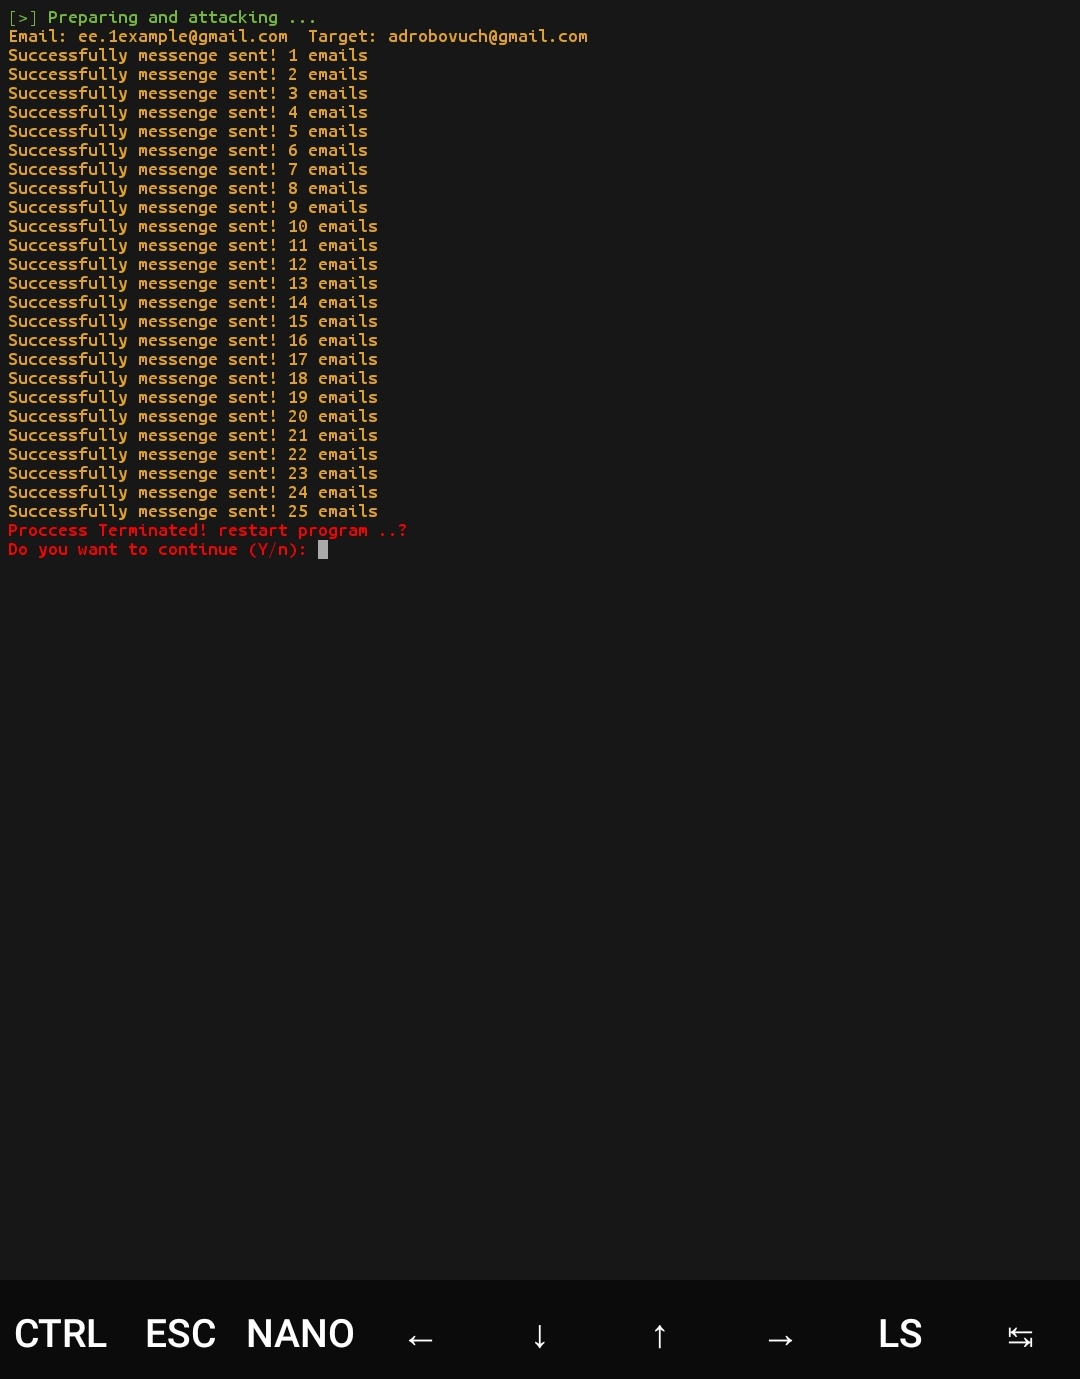 [>] Preparing and attacking ...
Email: ee.1example@gmail.com  Target: adrobovuch@gmail.com
Successfully messenge sent! 1 emails
Successfully messenge sent! 2 emails
Successfully messenge sent! 3 emails
Successfully messenge sent! 4 emails
Successfully messenge sent! 5 emails
Successfully messenge sent! 6 emails
Successfully messenge sent! 7 emails
Successfully messenge sent! 8 emails
Successfully messenge sent! 9 emails
Successfully messenge sent! 10 emails
Successfully messenge sent! 11 emails
Successfully messenge sent! 12 emails
Successfully messenge sent! 13 emails
Successfully messenge sent! 14 emails
Successfully messenge sent! 15 emails
Successfully messenge sent! 16 emails
Successfully messenge sent! 17 emails
Successfully messenge sent! 18 emails
Successfully messenge sent! 19 emails
Successfully messenge sent! 20 emails
Successfully messenge sent! 21 emails
Successfully messenge sent! 22 emails
Successfully messenge sent! 23 emails
Successfully messenge sent! 24 emails
Successfully messenge sent! 25 emails
Proccess Terminated! restart program ..?
Do you want to continue (Y/n):
CTRL ESC NANO ← ↓ ↑ → LS ↹